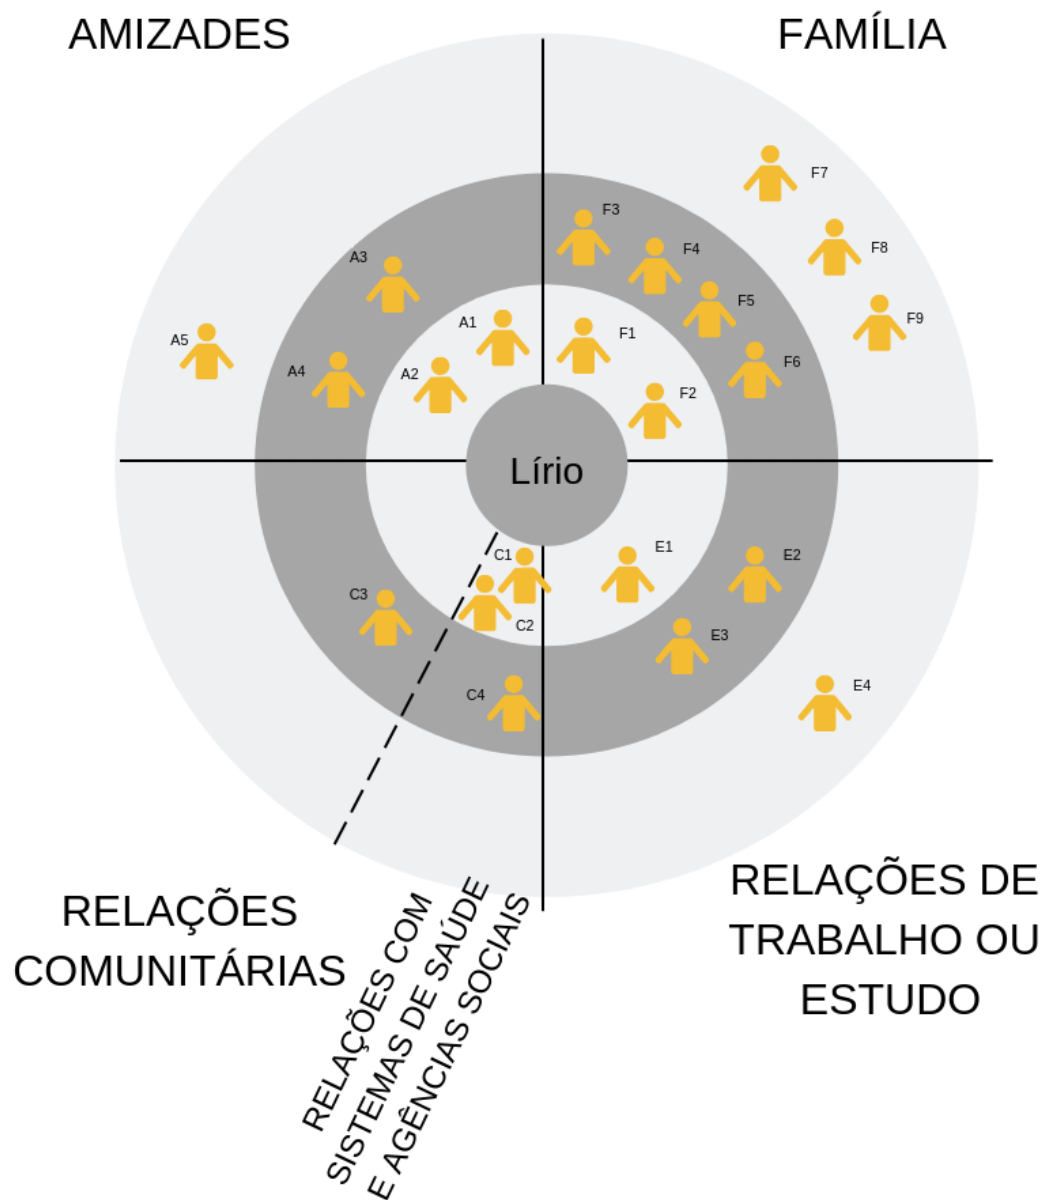 AMIZADES
FAMÍLIA
F7
F3
F4
F8
A3
F5
F9
A1
F1
A5
F6
A4
A2
F2
Lírio
C1
E1
E2
C3
C2
E3
C4
E4
RELAÇÕES
COMUNITÁRIAS
RELAÇÕES COM
SISTEMAS DE SAÚDE
E AGÊNCIAS SOCIAIS
RELAÇÕES DE
TRABALHO OU
ESTUDO